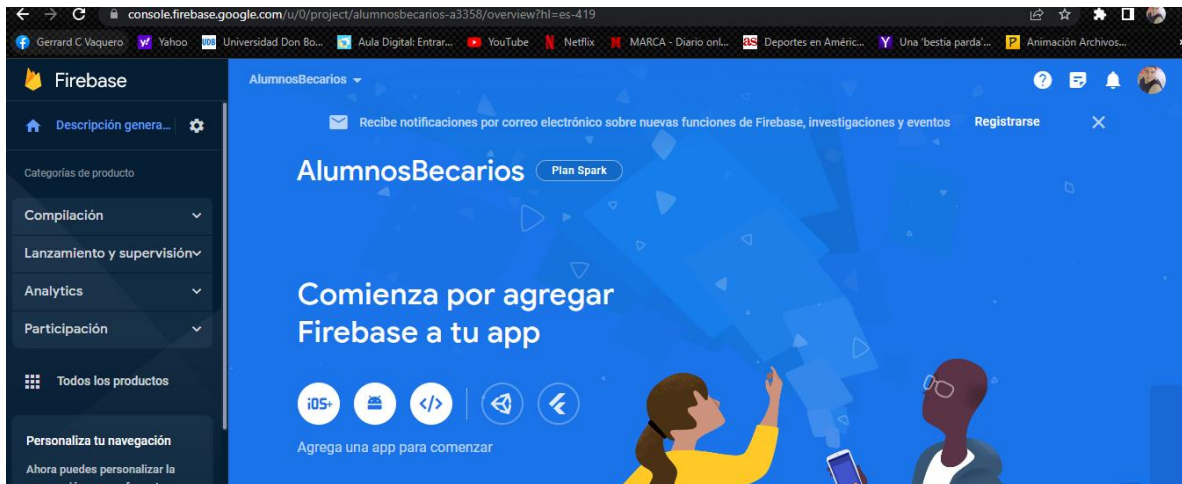 console.firebase.google.com/u/0/project/alumnosbecarios-a3358/overview?hl=es-419
Gerrard C Vaquero Yahoo Universidad Don Bo... Aula Digital: Entrar... YouTube Netflix MARCA - Diario onl... Deportes en Améric... Una 'bestia parda'... Animación Archivos...
Firebase
AlumnosBecarios
Descripción genera...
Recibe notificaciones por correo electrónico sobre nuevas funciones de Firebase, investigaciones y eventos Registrarse
Categorías de producto
AlumnosBecarios Plan Spark
Compilación
Lanzamiento y supervisión
Analytics
Participación
Comienza por agregar
Firebase a tu app
Todos los productos
iOS+
Agrega una app para comenzar
Personaliza tu navegación
Ahora puedes personalizar la